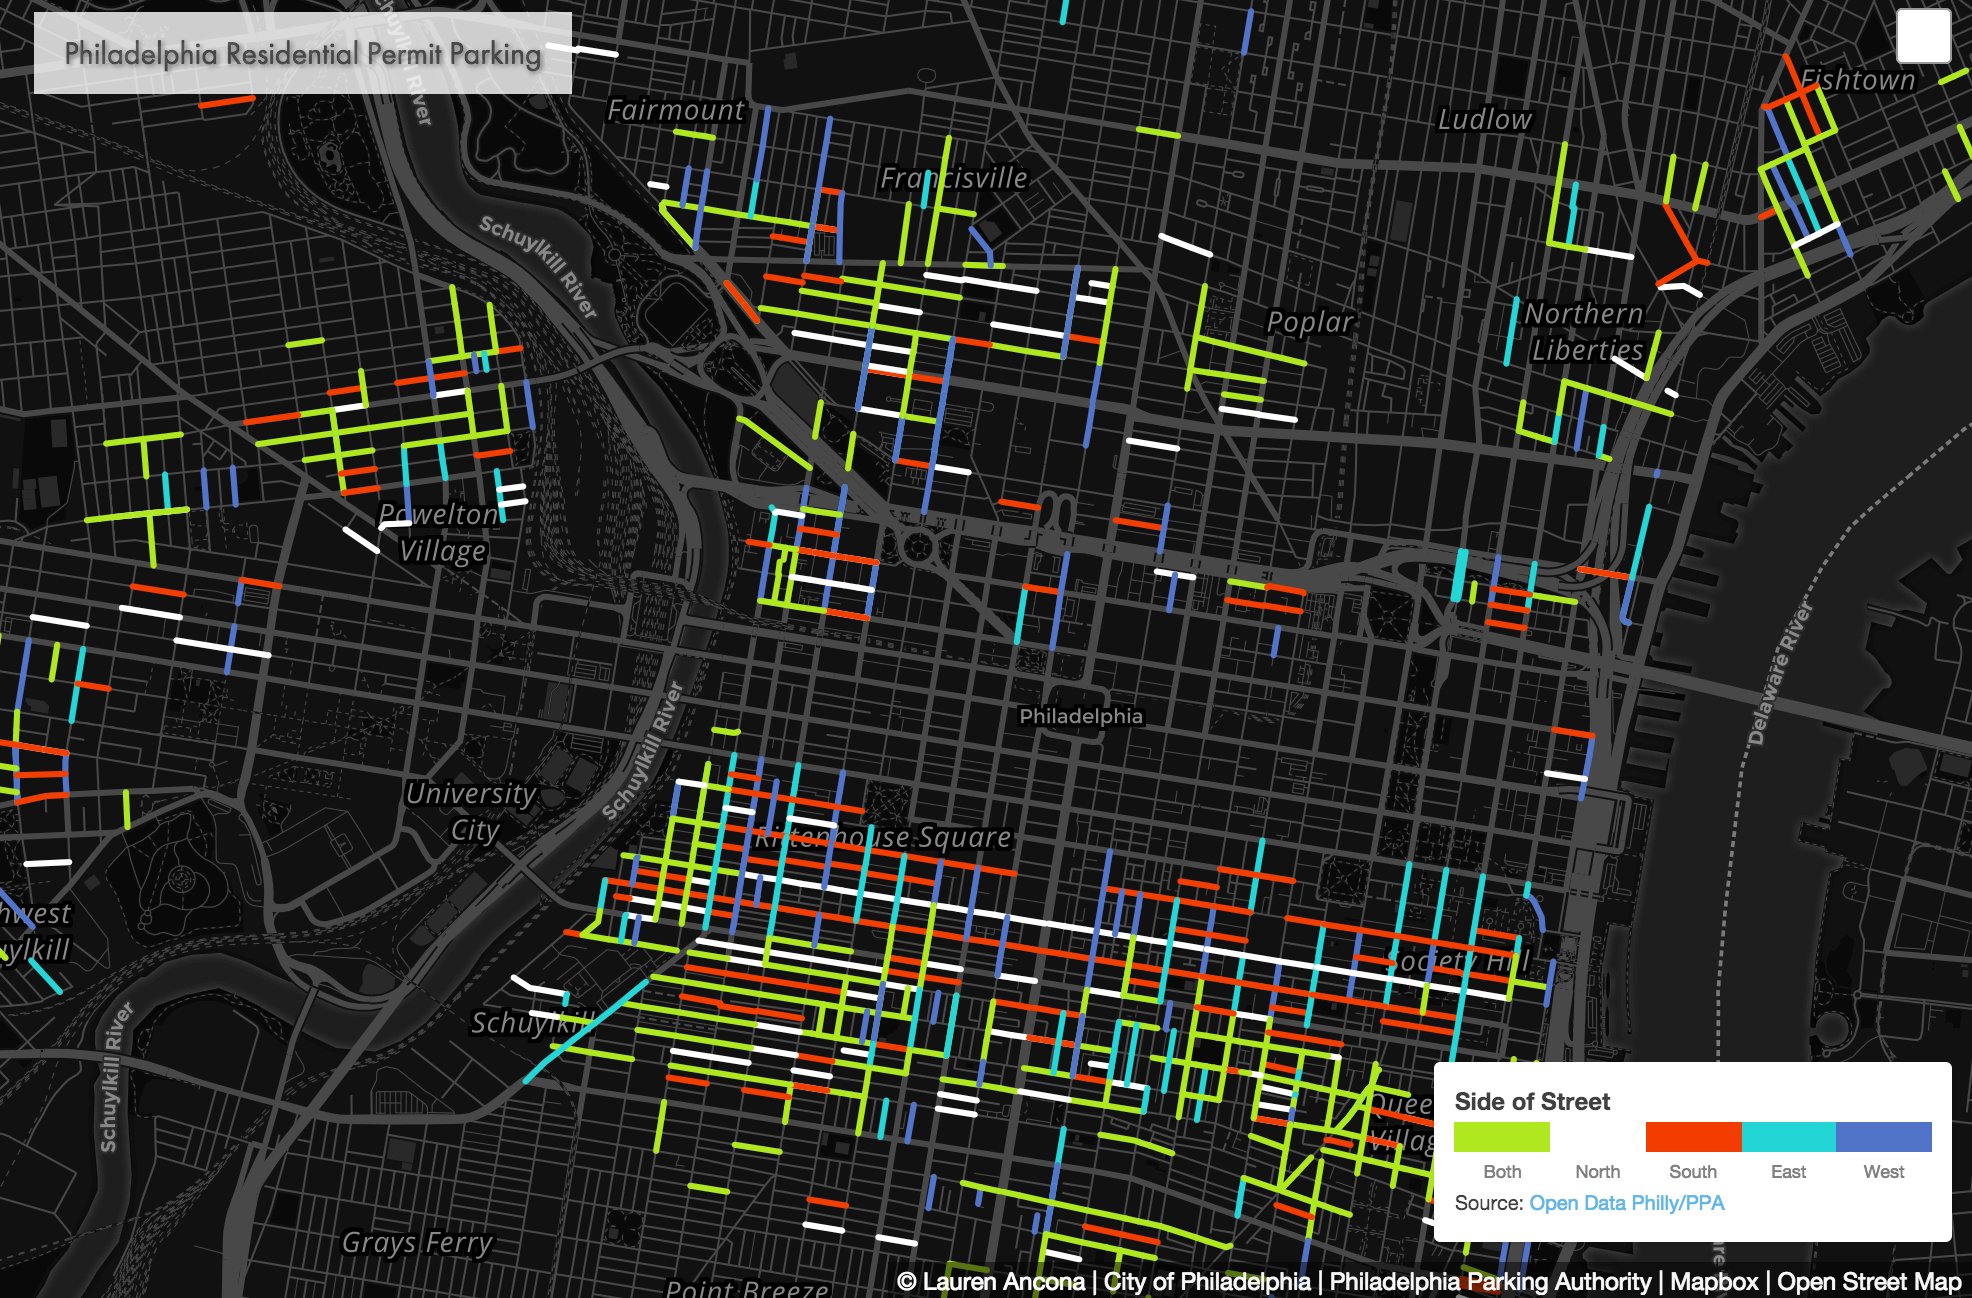 Philadelphia Residential Permit Parking
Schuylkill River
Fishtown
Fairmount
Ludlow
Francisville
Schuylkill River
Northern
Liberties
Poplar
Powelton
Village
Delaware River
Schuylkill River
Philadelphia
University
City
Rittenhouse Square
hwest
uylkill
Society Hill
Schuylkill
Schuylkill River
Queen
Village
Side of Street
Both
North
South
East
West
Source: Open Data Philly/PPA
Grays Ferry
Point Breeze
© Lauren Ancona | City of Philadelphia | Philadelphia Parking Authority | Mapbox | Open Street Map